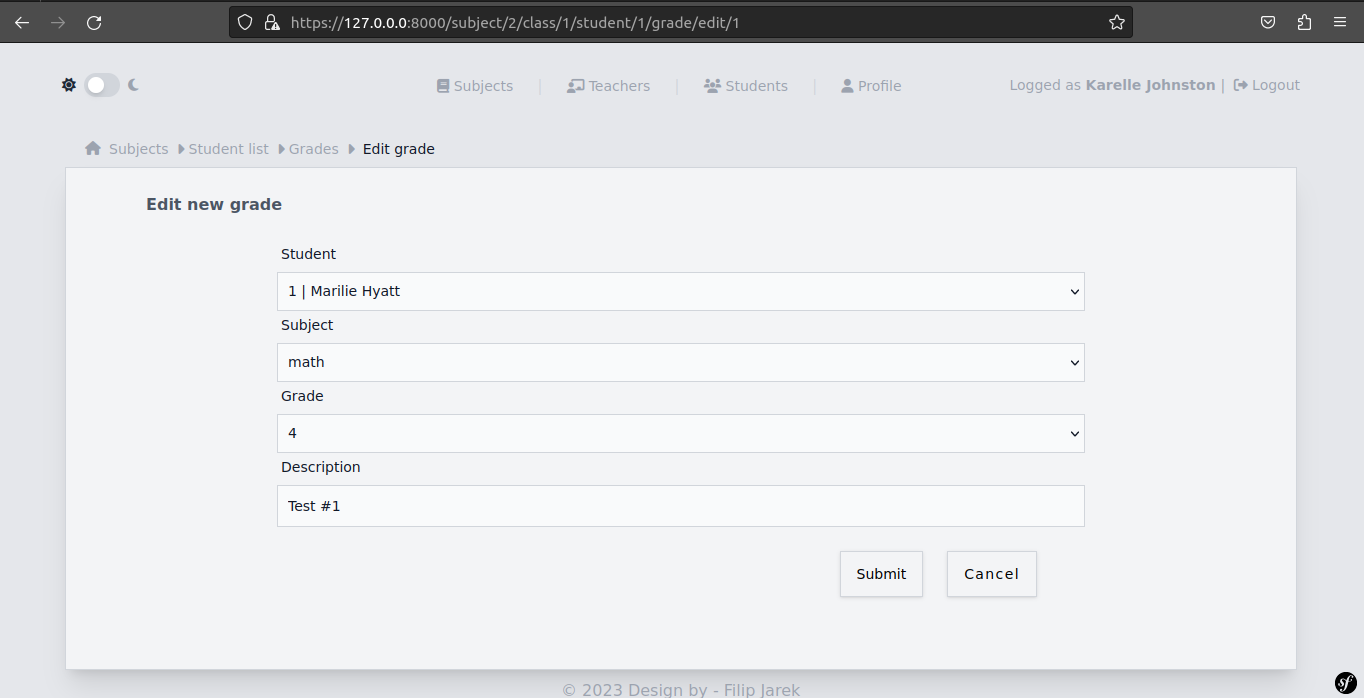 https://127.0.0.0:8000/subject/2/class/1/student/1/grade/edit/1
Subjects | Teachers | Students | Profile Logged as Karelle Johnston | Logout
Subjects Student list Grades Edit grade
Edit new grade
Student
1 | Marilie Hyatt
Subject
math
Grade
4
Description
Test #1
Submit Cancel
© 2023 Design by - Filip Jarek
sf